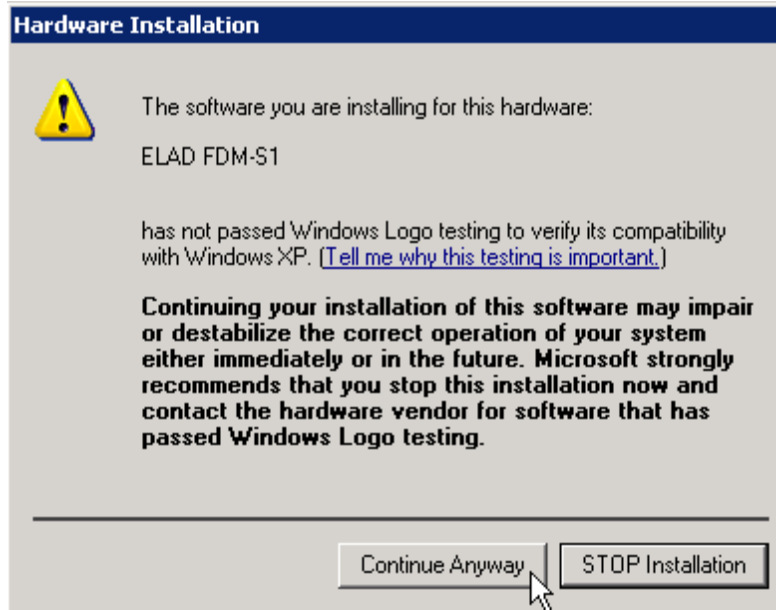 Hardware Installation
The software you are installing for this hardware:
ELAD FDM-S1
has not passed Windows Logo testing to verify its compatibility
with Windows XP. (Tell me why this testing is important.)
Continuing your installation of this software may impair
or destabilize the correct operation of your system
either immediately or in the future. Microsoft strongly
recommends that you stop this installation now and
contact the hardware vendor for software that has
passed Windows Logo testing.
Continue Anyway STOP Installation